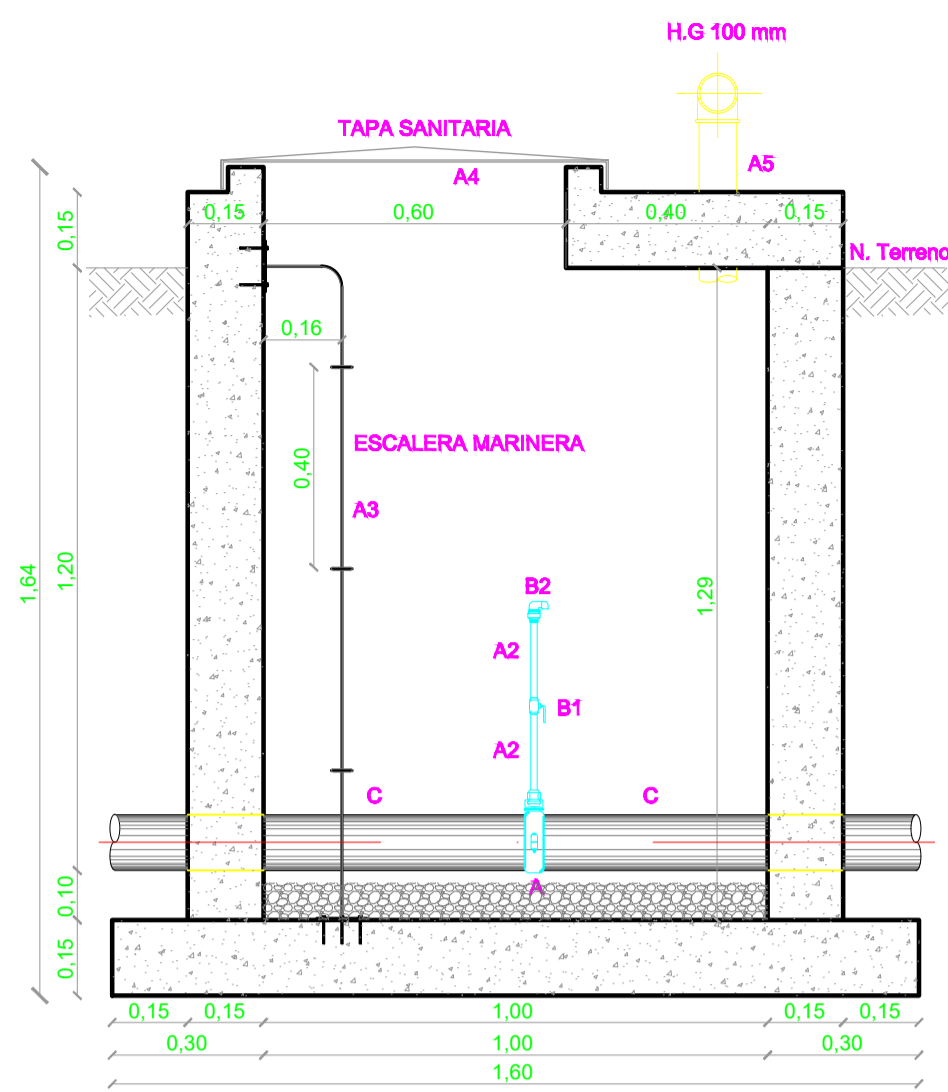 H.G 100 mm
TAPA SANITARIA
A4
A5
0,15
0,15
0,60
0,40
0,15
N. Terreno
0,16
ESCALERA MARINERA
0,40
A3
1,64
1,20
1,29
B2
A2
B1
A2
C
C
A
0,10
0,15
0,15
0,15
1,00
0,15
0,15
0,30
1,00
0,30
1,60